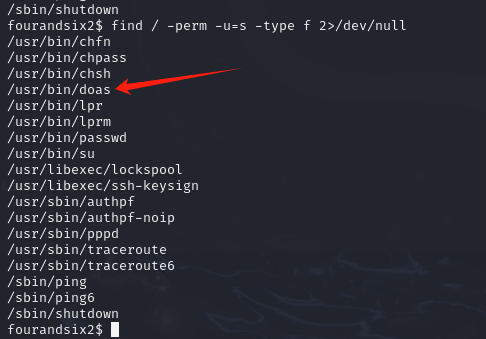 /sbin/shutdown
fourandsix2$ find / -perm -u=s -type f 2>/dev/null
/usr/bin/chfn
/usr/bin/chpass
/usr/bin/chsh
/usr/bin/doas
/usr/bin/lpr
/usr/bin/lprm
/usr/bin/passwd
/usr/bin/su
/usr/libexec/lockspool
/usr/libexec/ssh-keysign
/usr/sbin/authpf
/usr/sbin/authpf-noip
/usr/sbin/pppd
/usr/sbin/traceroute
/usr/sbin/traceroute6
/sbin/ping
/sbin/ping6
/sbin/shutdown
fourandsix2$